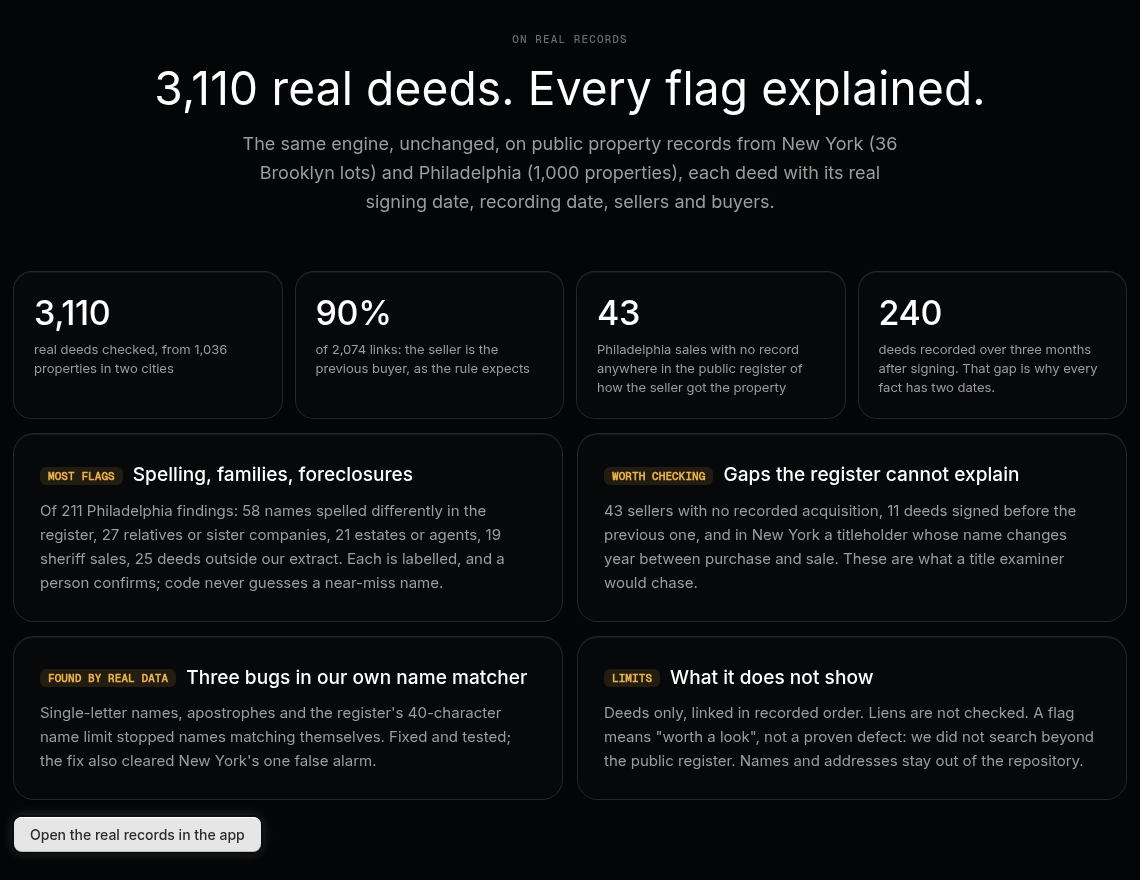 ON REAL RECORDS
3,110 real deeds. Every flag explained.
The same engine, unchanged, on public property records from New York (36
Brooklyn lots) and Philadelphia (1,000 properties), each deed with its real
signing date, recording date, sellers and buyers.
3,110
real deeds checked, from 1,036
properties in two cities
90%
of 2,074 links: the seller is the
previous buyer, as the rule expects
43
Philadelphia sales with no record
anywhere in the public register of
how the seller got the property
240
deeds recorded over three months
after signing. That gap is why every
fact has two dates.
MOST FLAGS Spelling, families, foreclosures
Of 211 Philadelphia findings: 58 names spelled differently in the
register, 27 relatives or sister companies, 21 estates or agents, 19
sheriff sales, 25 deeds outside our extract. Each is labelled, and a
person confirms; code never guesses a near-miss name.
WORTH CHECKING Gaps the register cannot explain
43 sellers with no recorded acquisition, 11 deeds signed before the
previous one, and in New York a titleholder whose name changes
year between purchase and sale. These are what a title examiner
would chase.
FOUND BY REAL DATA Three bugs in our own name matcher
Single-letter names, apostrophes and the register's 40-character
name limit stopped names matching themselves. Fixed and tested;
the fix also cleared New York's one false alarm.
LIMITS What it does not show
Deeds only, linked in recorded order. Liens are not checked. A flag
means "worth a look", not a proven defect: we did not search beyond
the public register. Names and addresses stay out of the repository.
Open the real records in the app